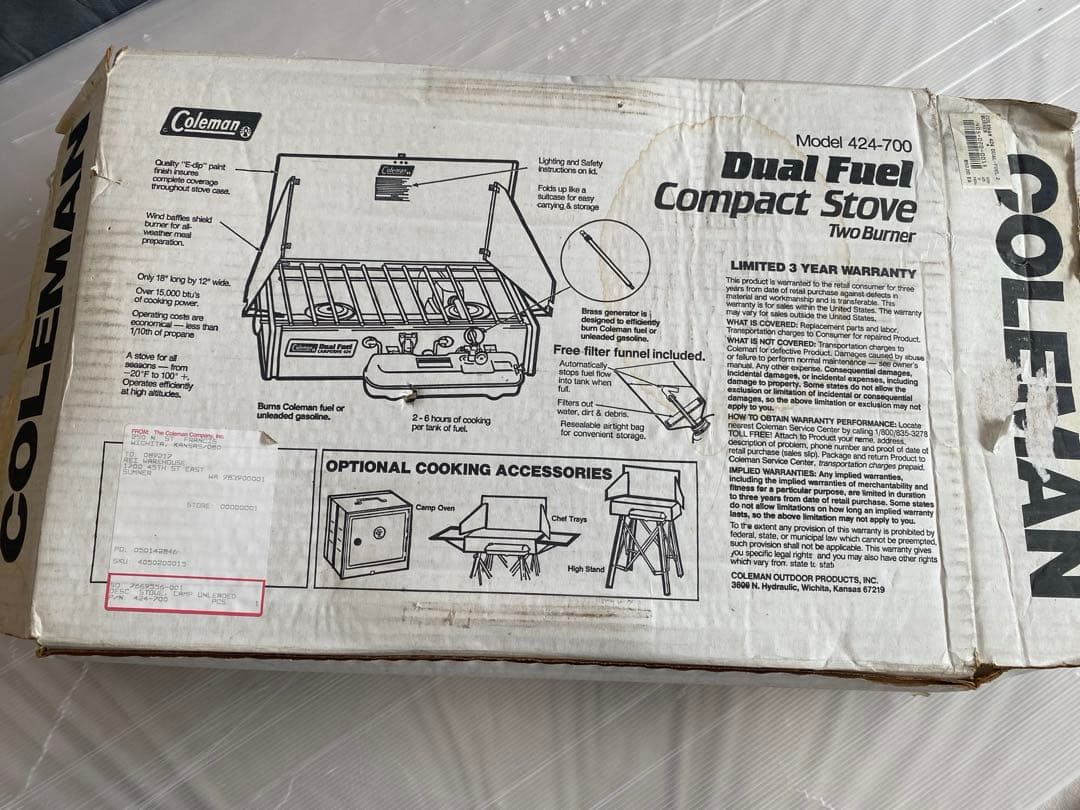 COLEMAN
Coleman
Quality "E-dip" paint
finish insures
complete coverage
throughout stove case.
Wind baffles shield
burner for all-
weather meal
preparation.
Only 18" long by 12" wide.
Over 15,000 btu's
of cooking power.
Operating costs are
economical — less than
1/10th of propane
A stove for all
seasons — from
-20°F to 100° +.
Operates efficiently
at high altitudes.
Coleman
Lighting and Safety
Instructions on lid.
Folds up like a
suitcase for easy
carrying & storage
Coleman Dual Fuel
Burns Coleman fuel or
unleaded gasoline.
2-6 hours of cooking
per tank of fuel.
Brass generator is
designed to efficiently
burn Coleman fuel or
unleaded gasoline.
Free filter funnel included.
Automatically
stops fuel flow
into tank when
full.
Filters out
water, dirt & debris.
Resealable airtight bag
for convenient storage.
Model 424-700
Dual Fuel
Compact Stove
Two Burner
LIMITED 3 YEAR WARRANTY
This product is warranted to the retail consumer for three
years from date of retail purchase against defects in
material and workmanship and is transferable. This
warranty is for sales within the United States. The warranty
may vary for sales outside the United States.
WHAT IS COVERED: Replacement parts and labor.
Transportation charges to Consumer for repaired Product.
WHAT IS NOT COVERED: Transportation charges to
Coleman for defective Product. Damages caused by abuse
or failure to perform normal maintenance — see owner's
manual. Any other expense. Consequential damages,
incidental damages, or incidental expenses, including
damage to property. Some states do not allow the
exclusion or limitation of incidental or consequential
damages, so the above limitation or exclusion may not
apply to you.
HOW TO OBTAIN WARRANTY PERFORMANCE: Locate
nearest Coleman Service Center by calling 1/800/835-3278
TOLL FREE! Attach to Product your name, address,
description of problem, phone number and proof of date of
retail purchase (sales slip). Package and return Product to
Coleman Service Center, transportation charges prepaid.
IMPLIED WARRANTIES: Any implied warranties,
including the implied warranties of merchantability and
fitness for a particular purpose, are limited in duration
to three years from date of retail purchase. Some states
do not allow limitations on how long an implied warranty
lasts, so the above limitation may not apply to you.
To the extent any provision of this warranty is prohibited by
federal, state, or municipal law which cannot be preempted,
such provision shall not be applicable. This warranty gives
you specific legal rights and you may also have other rights
which vary from state to stat
COLEMAN OUTDOOR PRODUCTS, INC.
3600 N. Hydraulic, Wichita, Kansas 67219
FROM: The Coleman Company, Inc.
250 N. ST. FRANCIS
WICHITA, KANSAS
TO: 089217
REI WAREHOUSE
1700 45TH ST EAST
SUMNER
WA 983900001
STORE: 00000001
PO: 050142846
SKU: 4050200015
SO: 7669556-001
DESC: STOVE, CAMP UNLEADED
P/N: 424-700 PCS: 1
OPTIONAL COOKING ACCESSORIES
Camp Oven
Chef Trays
High Stand
COLEMAN